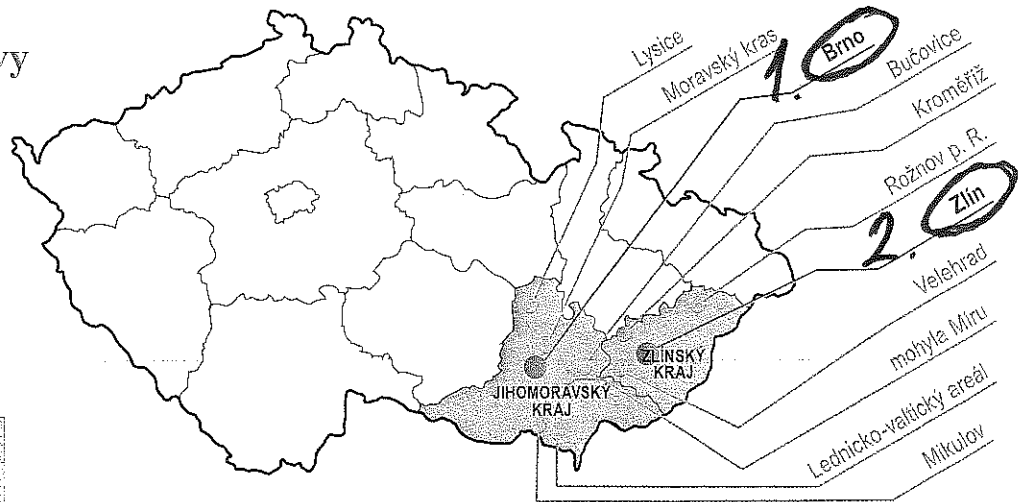 vy
Lysice
Moravský kras
1. Brno
Bučovice
Kroměříž
Rožnov p. R.
2. Zlín
Velehrad
mohyla Míru
Lednicko-valtický areál
Mikulov
ZLÍNSKÝ
KRAJ
JIHOMORAVSKÝ
KRAJ